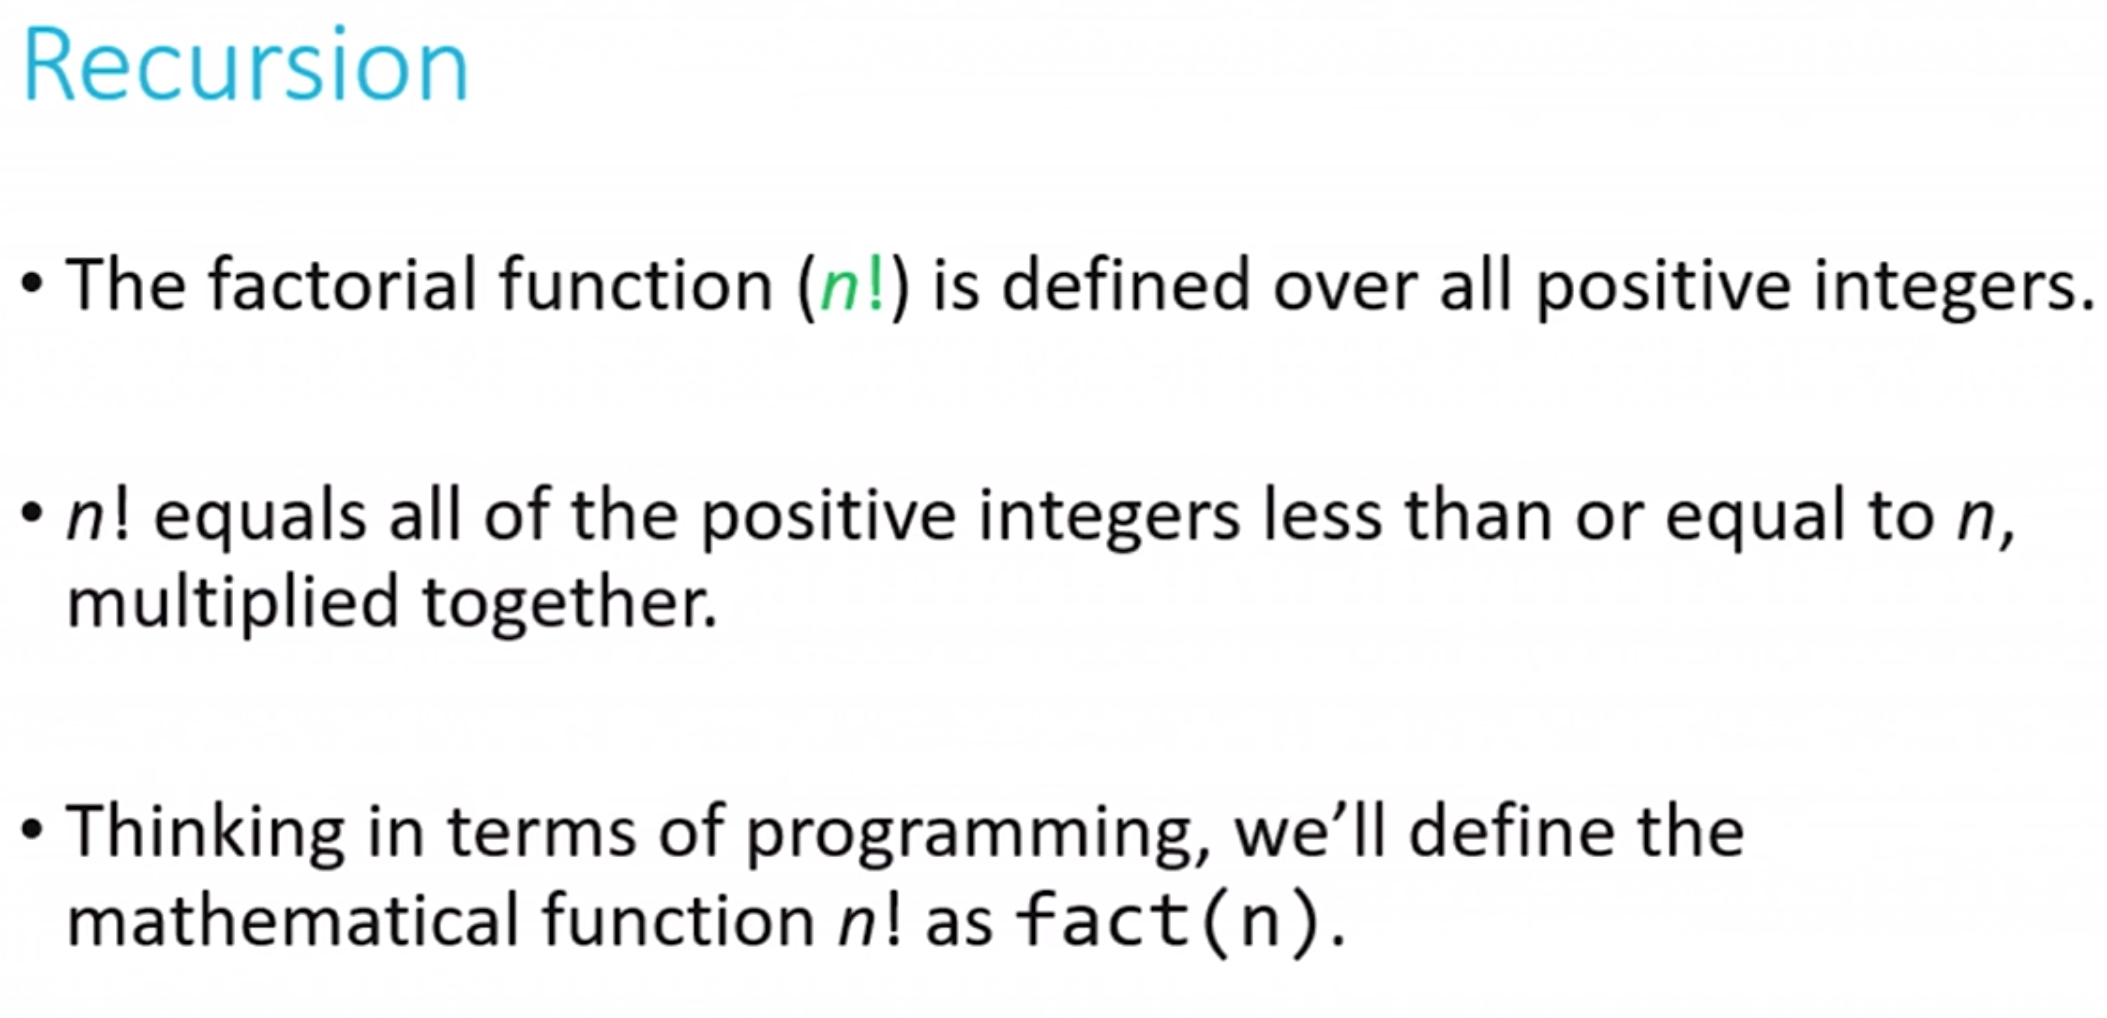 Recursion
• The factorial function (n!) is defined over all positive integers.
• n! equals all of the positive integers less than or equal to n,
multiplied together.
• Thinking in terms of programming, we’ll define the
mathematical function n! as fact(n).